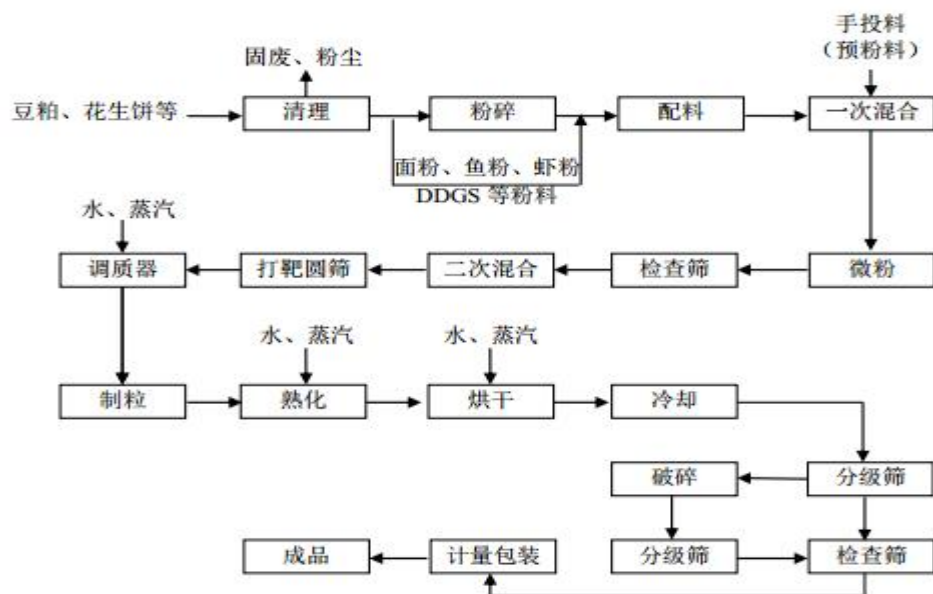 手投料
（预粉料）
固废、粉尘
豆粕、花生饼等
清理
粉碎
配料
一次混合
面粉、鱼粉、虾粉
DDGS 等粉料
水、蒸汽
调质器
打靶圆筛
二次混合
检查筛
微粉
水、蒸汽
水、蒸汽
制粒
熟化
烘干
冷却
破碎
分级筛
成品
计量包装
分级筛
检查筛